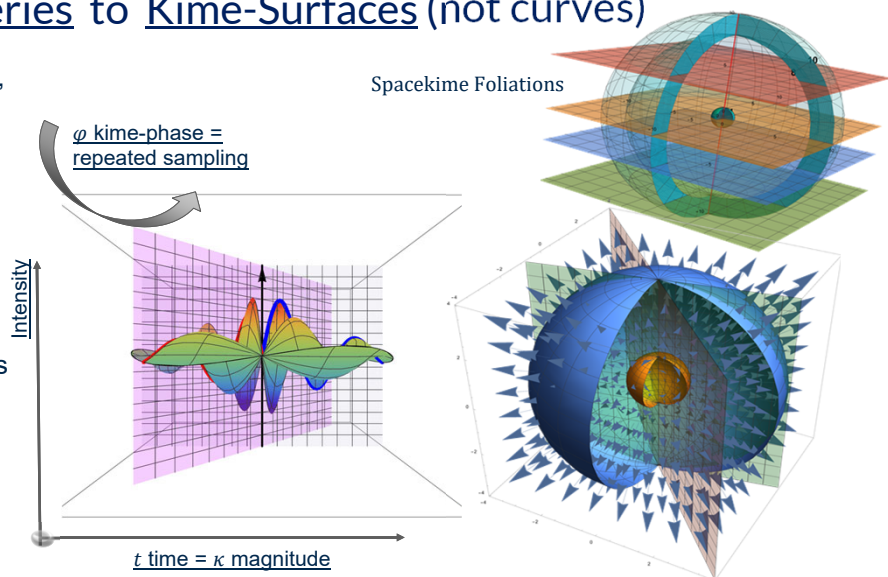 eries to Kime-Surfaces (not curves)
,
Spacekime Foliations
φ kime-phase =
repeated sampling
Intensity
s
t time = κ magnitude